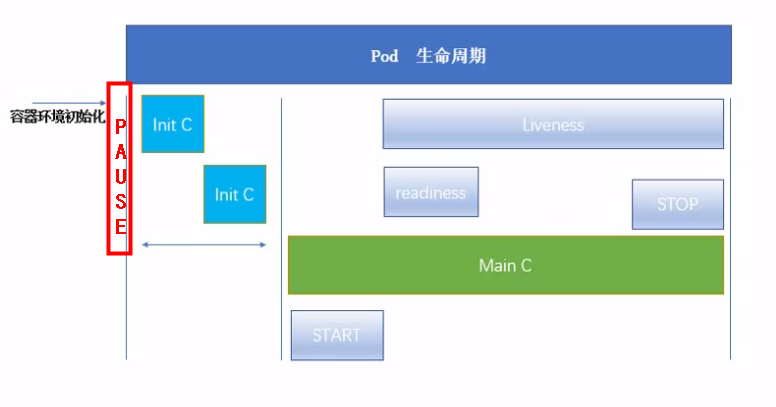 Pod 生命周期
容器环境初始化
PAUSE
Init C
Init C
Liveness
readiness
STOP
Main C
START